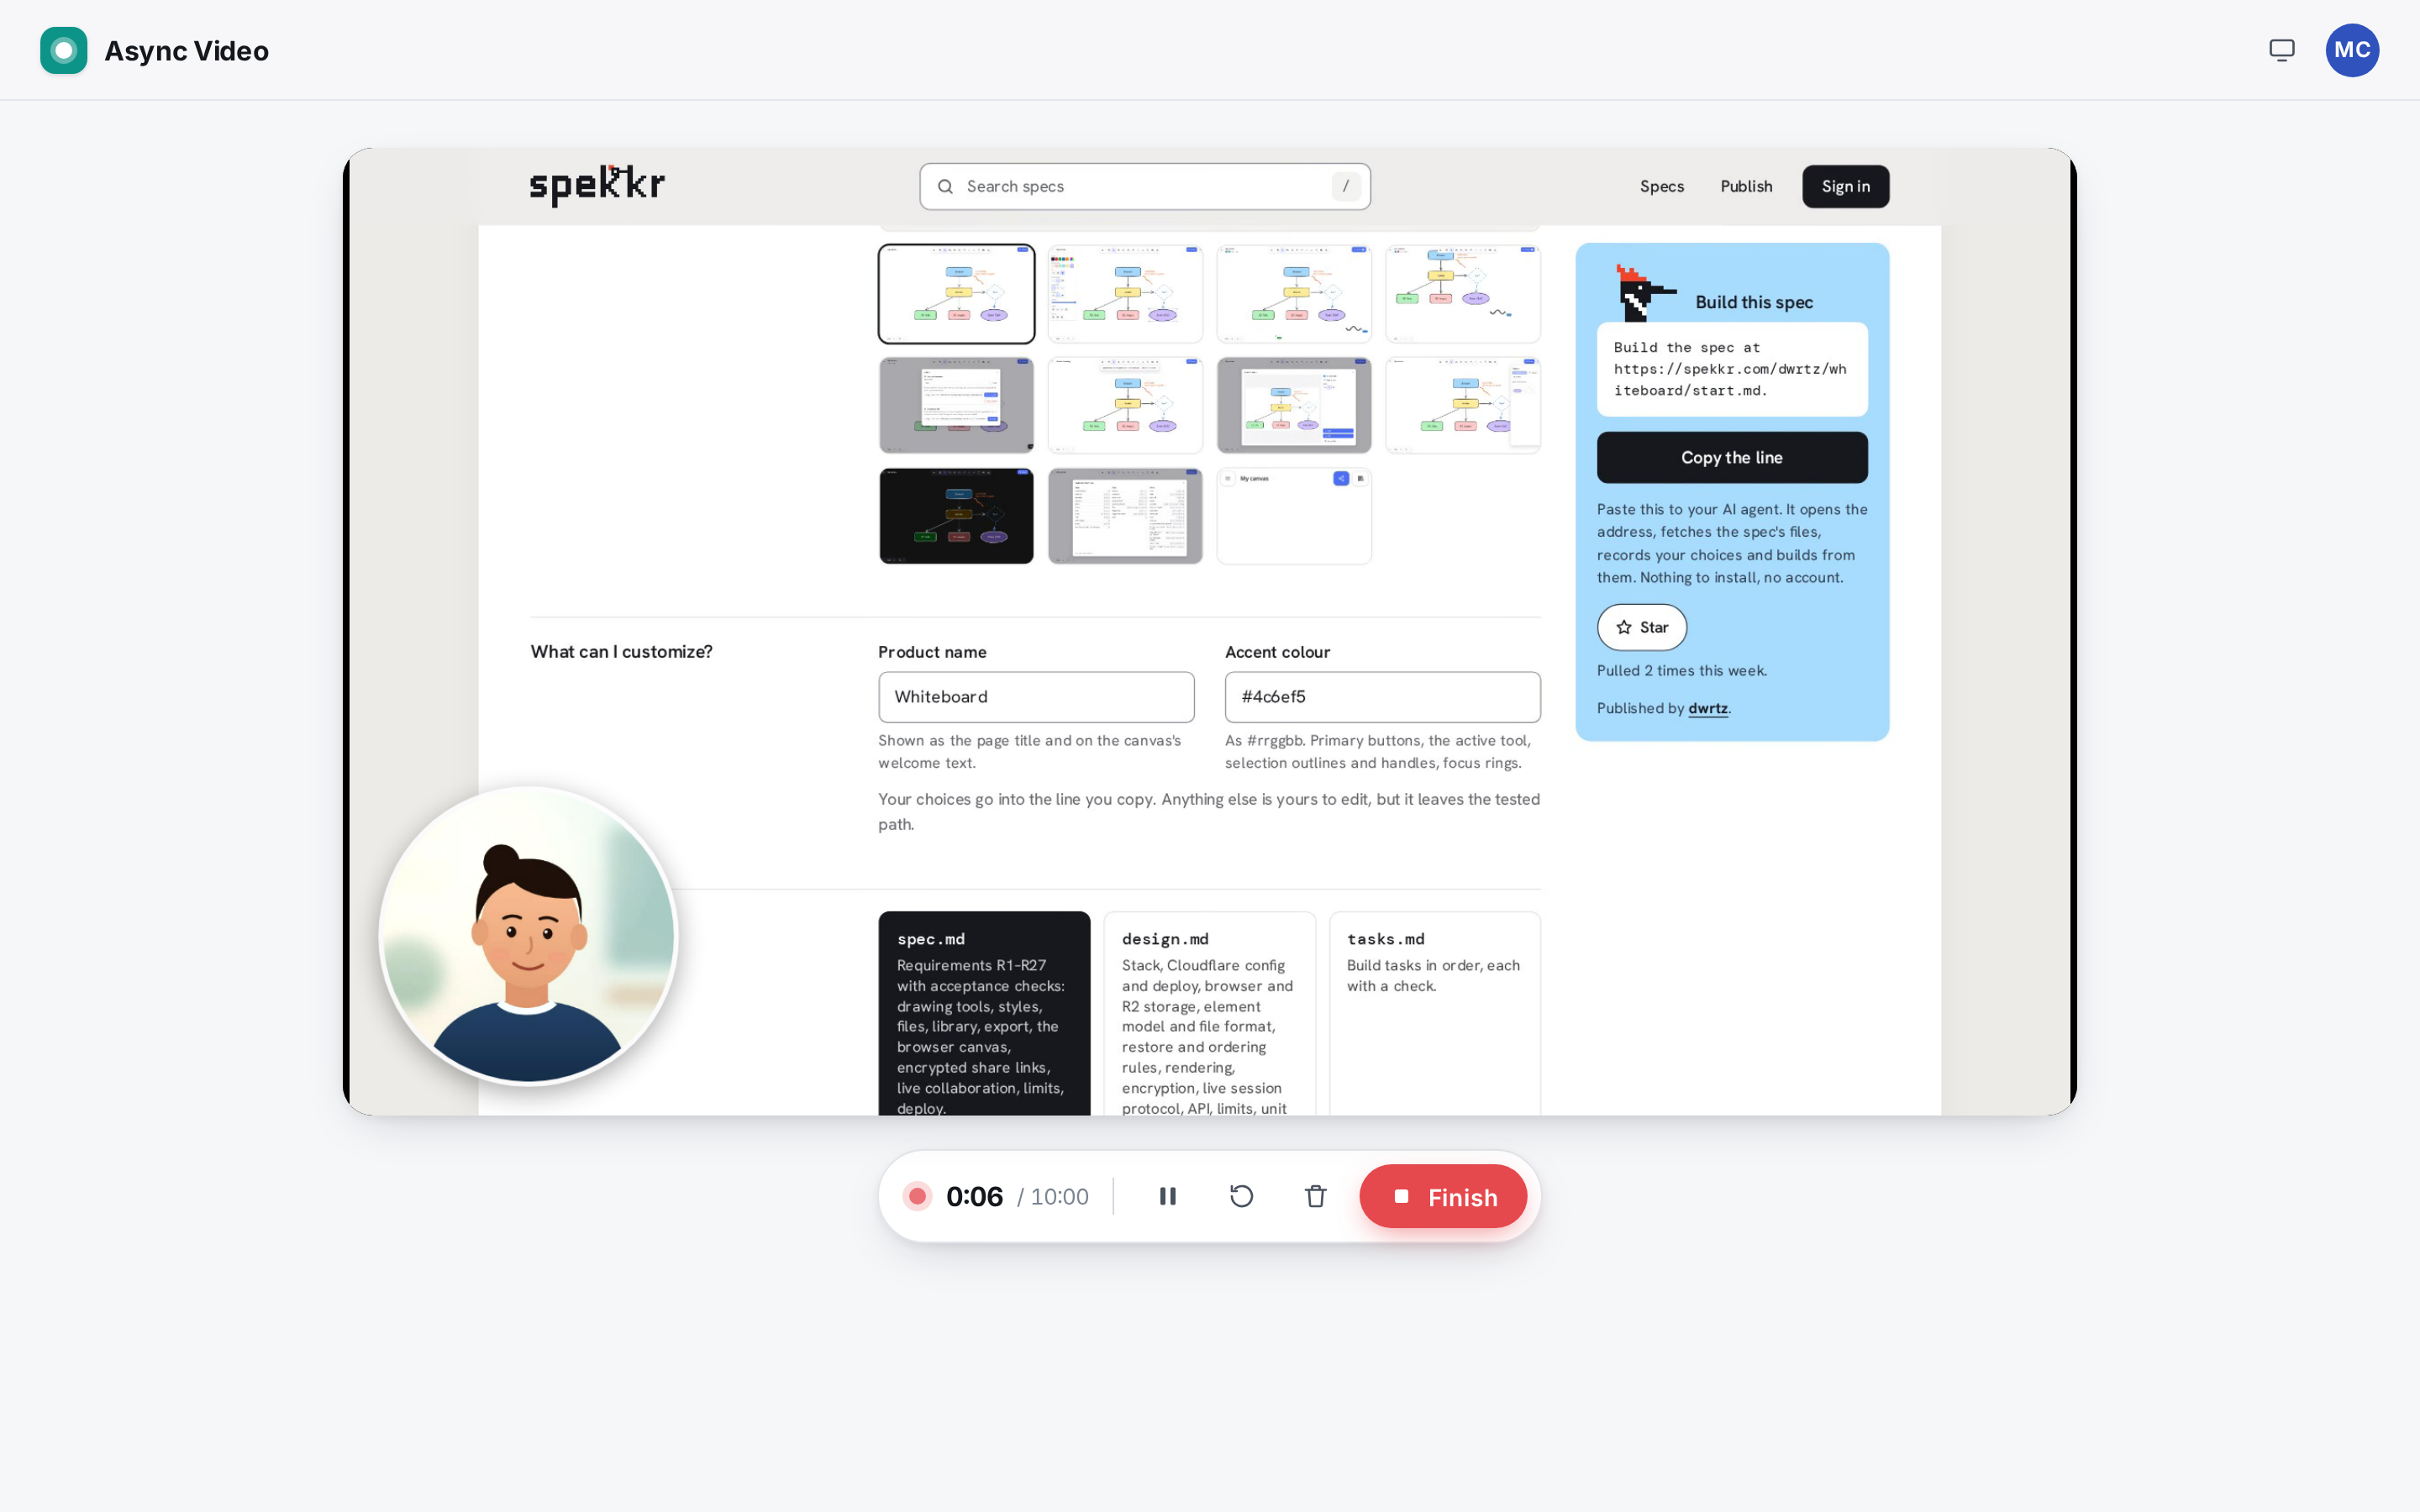 Async Video
MC
spekkr
Search specs
/
Specs
Publish
Sign in
My canvas
Build this spec
Build the spec at
https://spekkr.com/dwrtz/wh
iteboard/start.md.
Copy the line
Paste this to your AI agent. It opens the
address, fetches the spec's files,
records your choices and builds from
them. Nothing to install, no account.
Star
Pulled 2 times this week.
Published by dwrtz.
What can I customize?
Product name
Whiteboard
Shown as the page title and on the canvas's
welcome text.
Accent colour
#4c6ef5
As #rrggbb. Primary buttons, the active tool,
selection outlines and handles, focus rings.
Your choices go into the line you copy. Anything else is yours to edit, but it leaves the tested
path.
spec.md
Requirements R1–R27
with acceptance checks:
drawing tools, styles,
files, library, export, the
browser canvas,
encrypted share links,
live collaboration, limits,
deploy.
design.md
Stack, Cloudflare config
and deploy, browser and
R2 storage, element
model and file format,
restore and ordering
rules, rendering,
encryption, live session
protocol, API, limits, unit
tasks.md
Build tasks in order, each
with a check.
0:06 / 10:00
Finish